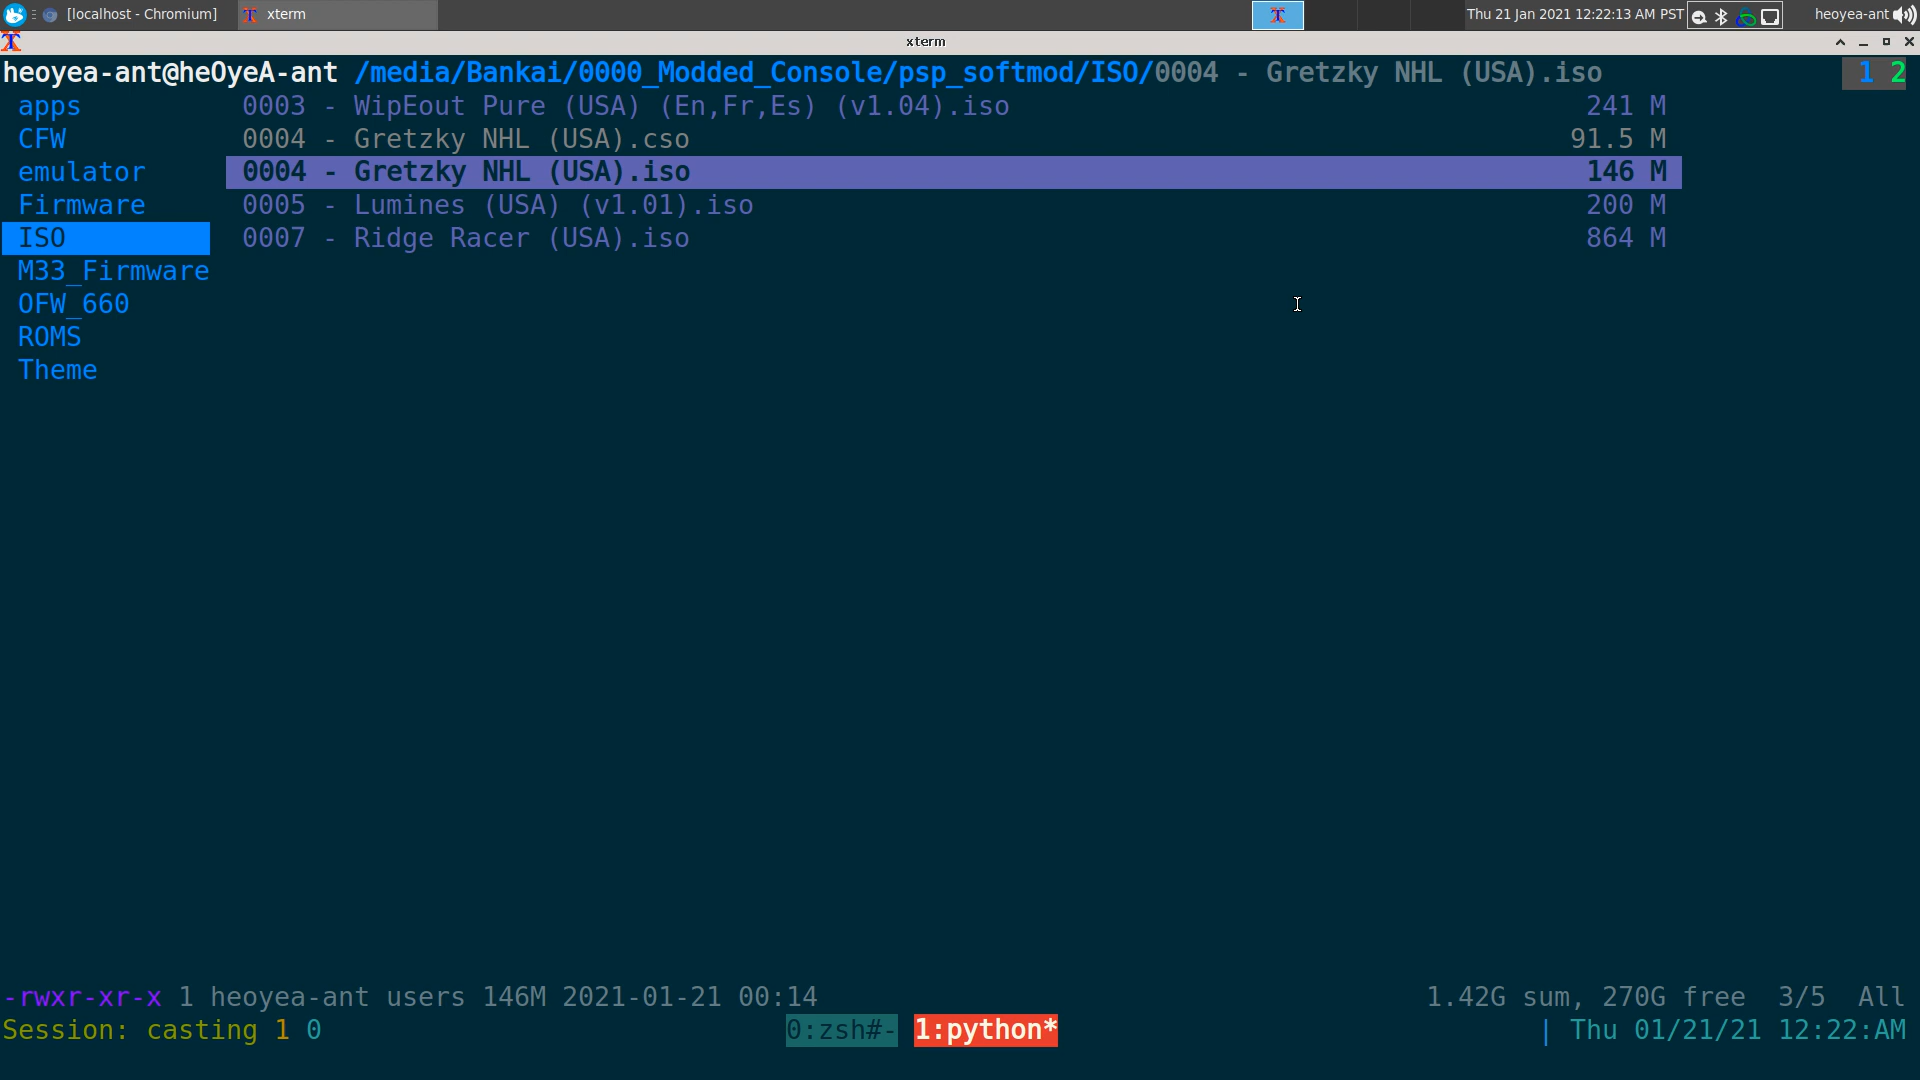 [localhost - Chromium] xterm Thu 21 Jan 2021 12:22:13 AM PST heoyea-ant
xterm
heoyea-ant@heOyeA-ant /media/Bankai/0000_Modded_Console/psp_softmod/ISO/0004 - Gretzky NHL (USA).iso 1 2
apps 0003 - WipEout Pure (USA) (En,Fr,Es) (v1.04).iso 241 M
CFW 0004 - Gretzky NHL (USA).cso 91.5 M
emulator 0004 - Gretzky NHL (USA).iso 146 M
Firmware 0005 - Lumines (USA) (v1.01).iso 200 M
ISO 0007 - Ridge Racer (USA).iso 864 M
M33_Firmware
OFW_660
ROMS
Theme
-rwxr-xr-x 1 heoyea-ant users 146M 2021-01-21 00:14 1.42G sum, 270G free 3/5 All
Session: casting 1 0 0:zsh#- 1:python* | Thu 01/21/21 12:22:AM